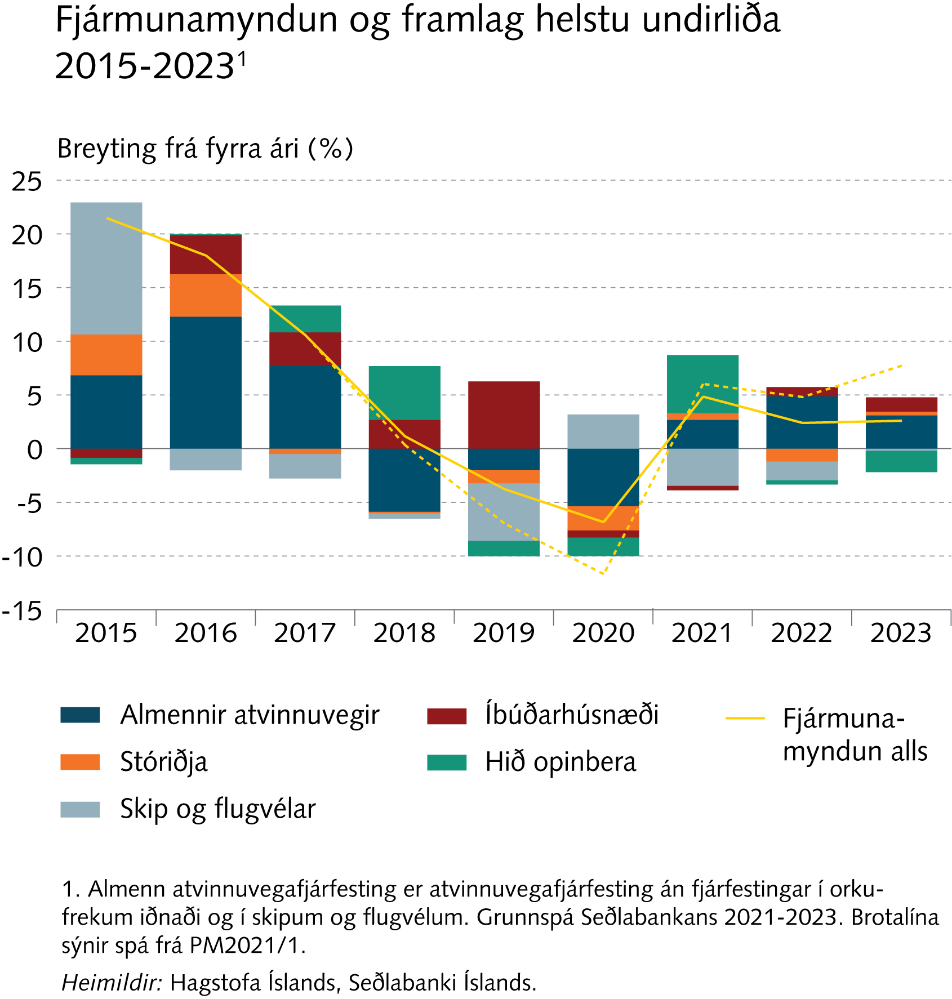 Fjármunamyndun og framlag helstu undirliða
2015-2023¹
Breyting frá fyrra ári (%)
25
20
15
10
5
0
-5
-10
-15
2015 2016 2017 2018 2019 2020 2021 2022 2023
Almennir atvinnuvegir
Stóriðja
Skip og flugvélar
Íbúðarhúsnæði
Hið opinbera
Fjármuna-
myndun alls
1. Almenn atvinnuvegafjárfesting er atvinnuvegafjárfesting án fjárfestingar í orku-
frekum iðnaði og í skipum og flugvélum. Grunnspá Seðlabankans 2021-2023. Brotalína
sýnir spá frá PM2021/1.
Heimildir: Hagstofa Íslands, Seðlabanki Íslands.